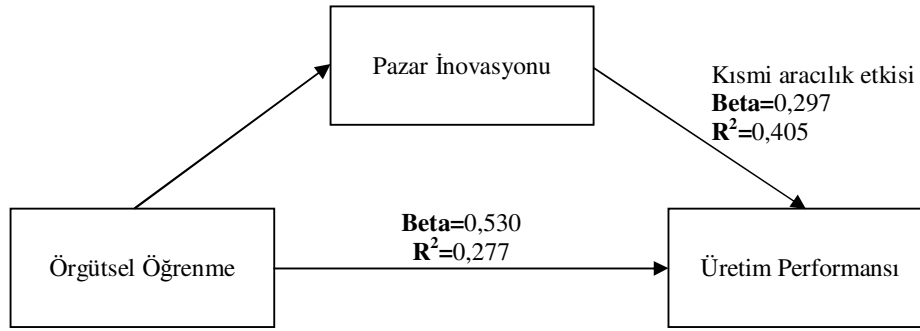 Pazar İnovasyonu
Kısmi aracılık etkisi
Beta=0,297
R²=0,405
Beta=0,530
R²=0,277
Örgütsel Öğrenme
Üretim Performansı